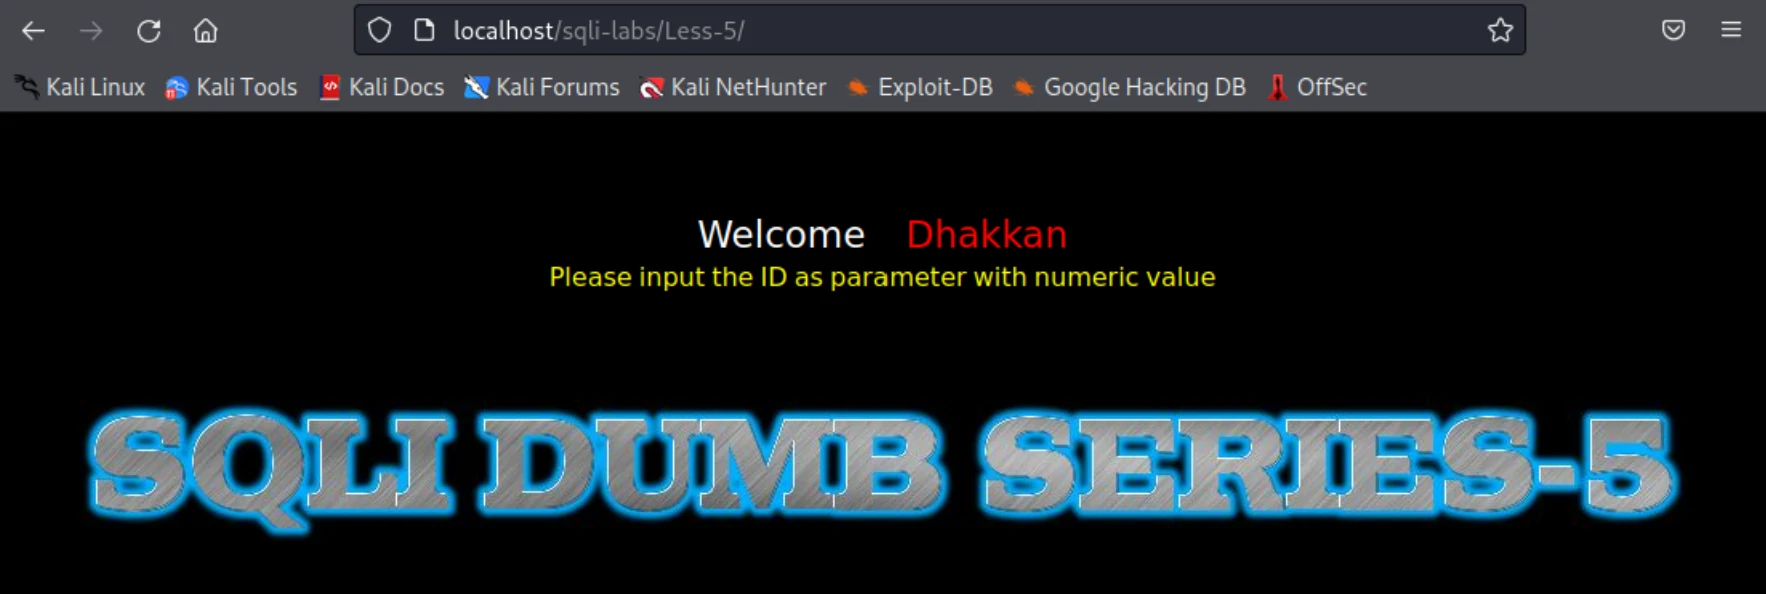 localhost/sqli-labs/Less-5/
Kali Linux Kali Tools Kali Docs Kali Forums Kali NetHunter Exploit-DB Google Hacking DB OffSec
Welcome Dhakkan
Please input the ID as parameter with numeric value
SQLI DUMB SERIES-5